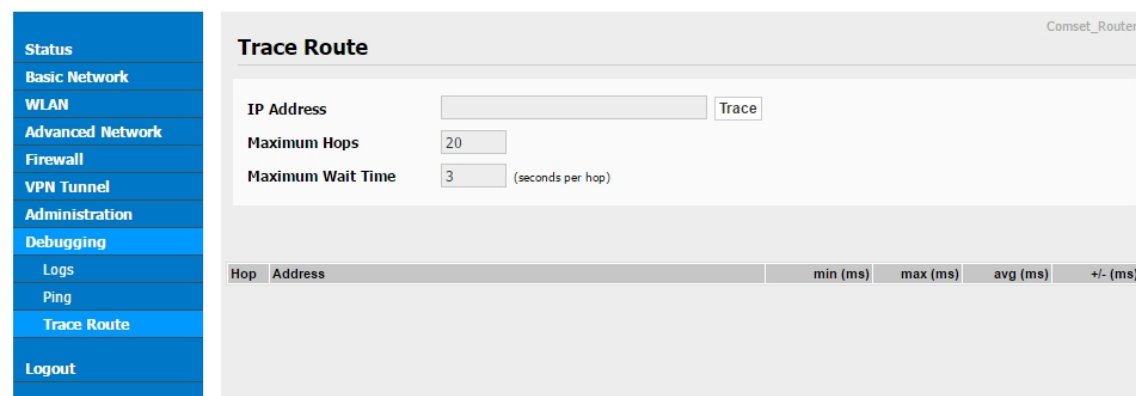 Comset_Router
Status
Basic Network
WLAN
Advanced Network
Firewall
VPN Tunnel
Administration
Debugging
Logs
Ping
Trace Route
Logout
Trace Route
IP Address Trace
Maximum Hops 20
Maximum Wait Time 3 (seconds per hop)
Hop Address min (ms) max (ms) avg (ms) +/- (ms)